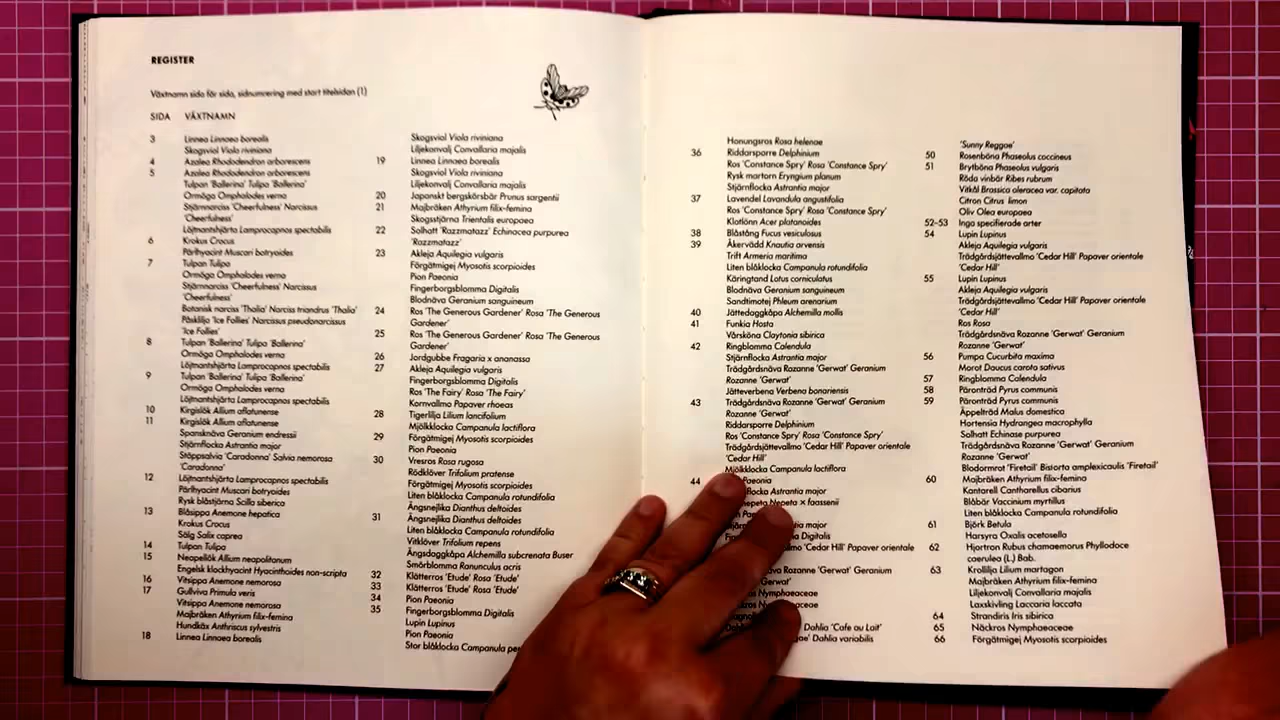 REGISTER
Växtnamn sida för sida, sidnumrering med start titelsidan (1)
SIDA VÄXTNAMN
3 Linnea Linnaea borealis
Skogsviol Viola riviniana
4 Azalea Rhododendron arborescens
5 Azalea Rhododendron arborescens
Tulpan 'Ballerina' Tulipa 'Ballerina'
Ormöga Omphalodes verna
Stjärnnarciss 'Cheerfulness' Narcissus
'Cheerfulness'
Löjtnantshjärta Lamprocapnos spectabilis
6 Krokus Crocus
Pärlhyacint Muscari botryoides
7 Tulpan Tulipa
Ormöga Omphalodes verna
Stjärnnarciss 'Cheerfulness' Narcissus
'Cheerfulness'
Botanisk narciss 'Thalia' Narciss triandrus 'Thalia'
Påsklilja 'Ice Follies' Narcissus pseudonarcissus
'Ice Follies'
8 Tulpan 'Ballerina' Tulipa 'Ballerina'
Ormöga Omphalodes verna
Löjtnantshjärta Lamprocapnos spectabilis
9 Tulpan 'Ballerina' Tulipa 'Ballerina'
Ormöga Omphalodes verna
Löjtnantshjärta Lamprocapnos spectabilis
10 Kirgislök Allium aflatunense
11 Kirgislök Allium aflatunense
Spansknäva Geranium endressii
Stjärnflocka Astrantia major
Stäppsalvia 'Caradonna' Salvia nemorosa
'Caradonna'
12 Löjtnantshjärta Lamprocapnos spectabilis
Pärlhyacint Muscari botryoides
Rysk blåstjärna Scilla siberica
13 Blåsippa Anemone hepatica
Krokus Crocus
Sälg Salix caprea
14 Tulpan Tulipa
15 Neapellök Allium neapolitanum
Engelsk klockhyacint Hyacinthoides non-scripta
16 Vitsippa Anemone nemorosa
17 Gullviva Primula veris
Vitsippa Anemone nemorosa
Majbräken Athyrium filix-femina
Hundkäx Anthriscus sylvestris
18 Linnea Linnaea borealis
Skogsviol Viola riviniana
Liljekonvalj Convallaria majalis
19 Linnea Linnaea borealis
Skogsviol Viola riviniana
Liljekonvalj Convallaria majalis
20 Japanskt bergskörsbär Prunus sargentii
21 Majbräken Athyrium filix-femina
Skogsstjärna Trientalis europaea
22 Solhatt 'Razzmatazz' Echinacea purpurea
'Razzmatazz'
23 Akleja Aquilegia vulgaris
Förgätmigej Myosotis scorpioides
Pion Paeonia
Fingerborgsblomma Digitalis
Blodnäva Geranium sanguineum
24 Ros 'The Generous Gardener' Rosa 'The Generous
Gardener'
25 Ros 'The Generous Gardener' Rosa 'The Generous
Gardener'
26 Jordgubbe Fragaria x ananassa
27 Akleja Aquilegia vulgaris
Fingerborgsblomma Digitalis
Ros 'The Fairy' Rosa 'The Fairy'
Kornvallmo Papaver rhoeas
28 Tigerlilja Lilium lancifolium
Mjölkklocka Campanula lactiflora
29 Förgätmigej Myosotis scorpioides
Pion Paeonia
30 Vresros Rosa rugosa
Rödklöver Trifolium pratense
Förgätmigej Myosotis scorpioides
Liten blåklocka Campanula rotundifolia
Ängsnejlika Dianthus deltoides
31 Ängsnejlika Dianthus deltoides
Liten blåklocka Campanula rotundifolia
Vitklöver Trifolium repens
Ängsdaggkåpa Alchemilla subcrenata Buser
Smörblomma Ranunculus acris
32 Klätterros 'Etude' Rosa 'Etude'
33 Klätterros 'Etude' Rosa 'Etude'
34 Pion Paeonia
35 Fingerborgsblomma Digitalis
Lupin Lupinus
Pion Paeonia
Stor blåklocka Campanula
Honungsros Rosa helenae
36 Riddarsporre Delphinium
Ros 'Constance Spry' Rosa 'Constance Spry'
Rysk martorn Eryngium planum
Stjärnflocka Astrantia major
37 Lavendel Lavandula angustifolia
Ros 'Constance Spry' Rosa 'Constance Spry'
Klotlönn Acer platanoides
38 Blåstång Fucus vesiculosus
39 Åkervädd Knautia arvensis
Trift Armeria maritima
Liten blåklocka Campanula rotundifolia
Käringtand Lotus corniculatus
Blodnäva Geranium sanguineum
Sandtimotej Phleum arenarium
40 Jättedaggkåpa Alchemilla mollis
41 Funkia Hosta
Vårsköna Claytonia sibirica
42 Ringblomma Calendula
Stjärnflocka Astrantia major
Trädgårdsnäva Rozanne 'Gerwat' Geranium
Rozanne 'Gerwat'
Jätteverbena Verbena bonariensis
43 Trädgårdsnäva Rozanne 'Gerwat' Geranium
Rozanne 'Gerwat'
Riddarsporre Delphinium
Ros 'Constance Spry' Rosa 'Constance Spry'
Trädgårdsjättevallmo 'Cedar Hill' Papaver orientale
'Cedar Hill'
Mjölkklocka Campanula lactiflora
44 Paeonia
Astrantia major
Nepeta × faassenii
major
Digitalis
'Cedar Hill' Papaver orientale
Rozanne 'Gerwat' Geranium
'Gerwat'
Nymphaeaceae
Nymphaeaceae
Dahlia 'Cafe au Lait'
Dahlia variabilis
'Sunny Reggae'
50 Rosenböna Phaseolus coccineus
51 Brytböna Phaseolus vulgaris
Röda vinbär Ribes rubrum
Vitkål Brassica oleracea var. capitata
Citron Citrus limon
Oliv Olea europaea
52–53 Inga specifierade arter
54 Lupin Lupinus
Akleja Aquilegia vulgaris
Trädgårdsjättevallmo 'Cedar Hill' Papaver orientale
'Cedar Hill'
55 Lupin Lupinus
Akleja Aquilegia vulgaris
Trädgårdsjättevallmo 'Cedar Hill' Papaver orientale
'Cedar Hill'
Ros Rosa
Trädgårdsnäva Rozanne 'Gerwat' Geranium
Rozanne 'Gerwat'
56 Pumpa Cucurbita maxima
Morot Daucus carota sativus
57 Ringblomma Calendula
58 Päronträd Pyrus communis
59 Päronträd Pyrus communis
Äppelträd Malus domestica
Hortensia Hydrangea macrophylla
Solhatt Echinase purpurea
Trädgårdsnäva Rozanne 'Gerwat' Geranium
Rozanne 'Gerwat'
Blodormrot 'Firetail' Bisorta amplexicaulis 'Firetail'
60 Majbräken Athyrium filix-femina
Kantarell Cantharellus cibarius
Blåbär Vaccinium myrtillus
Liten blåklocka Campanula rotundifolia
61 Björk Betula
Harsyra Oxalis acetosella
62 Hjortron Rubus chamaemorus Phyllodoce
caerulea (L.) Bab.
63 Krollilja Lilium martagon
Majbräken Athyrium filix-femina
Liljekonvalj Convallaria majalis
Laxskivling Laccaria laccata
64 Strandiris Iris sibirica
65 Näckros Nymphaeaceae
66 Förgätmigej Myosotis scorpioides